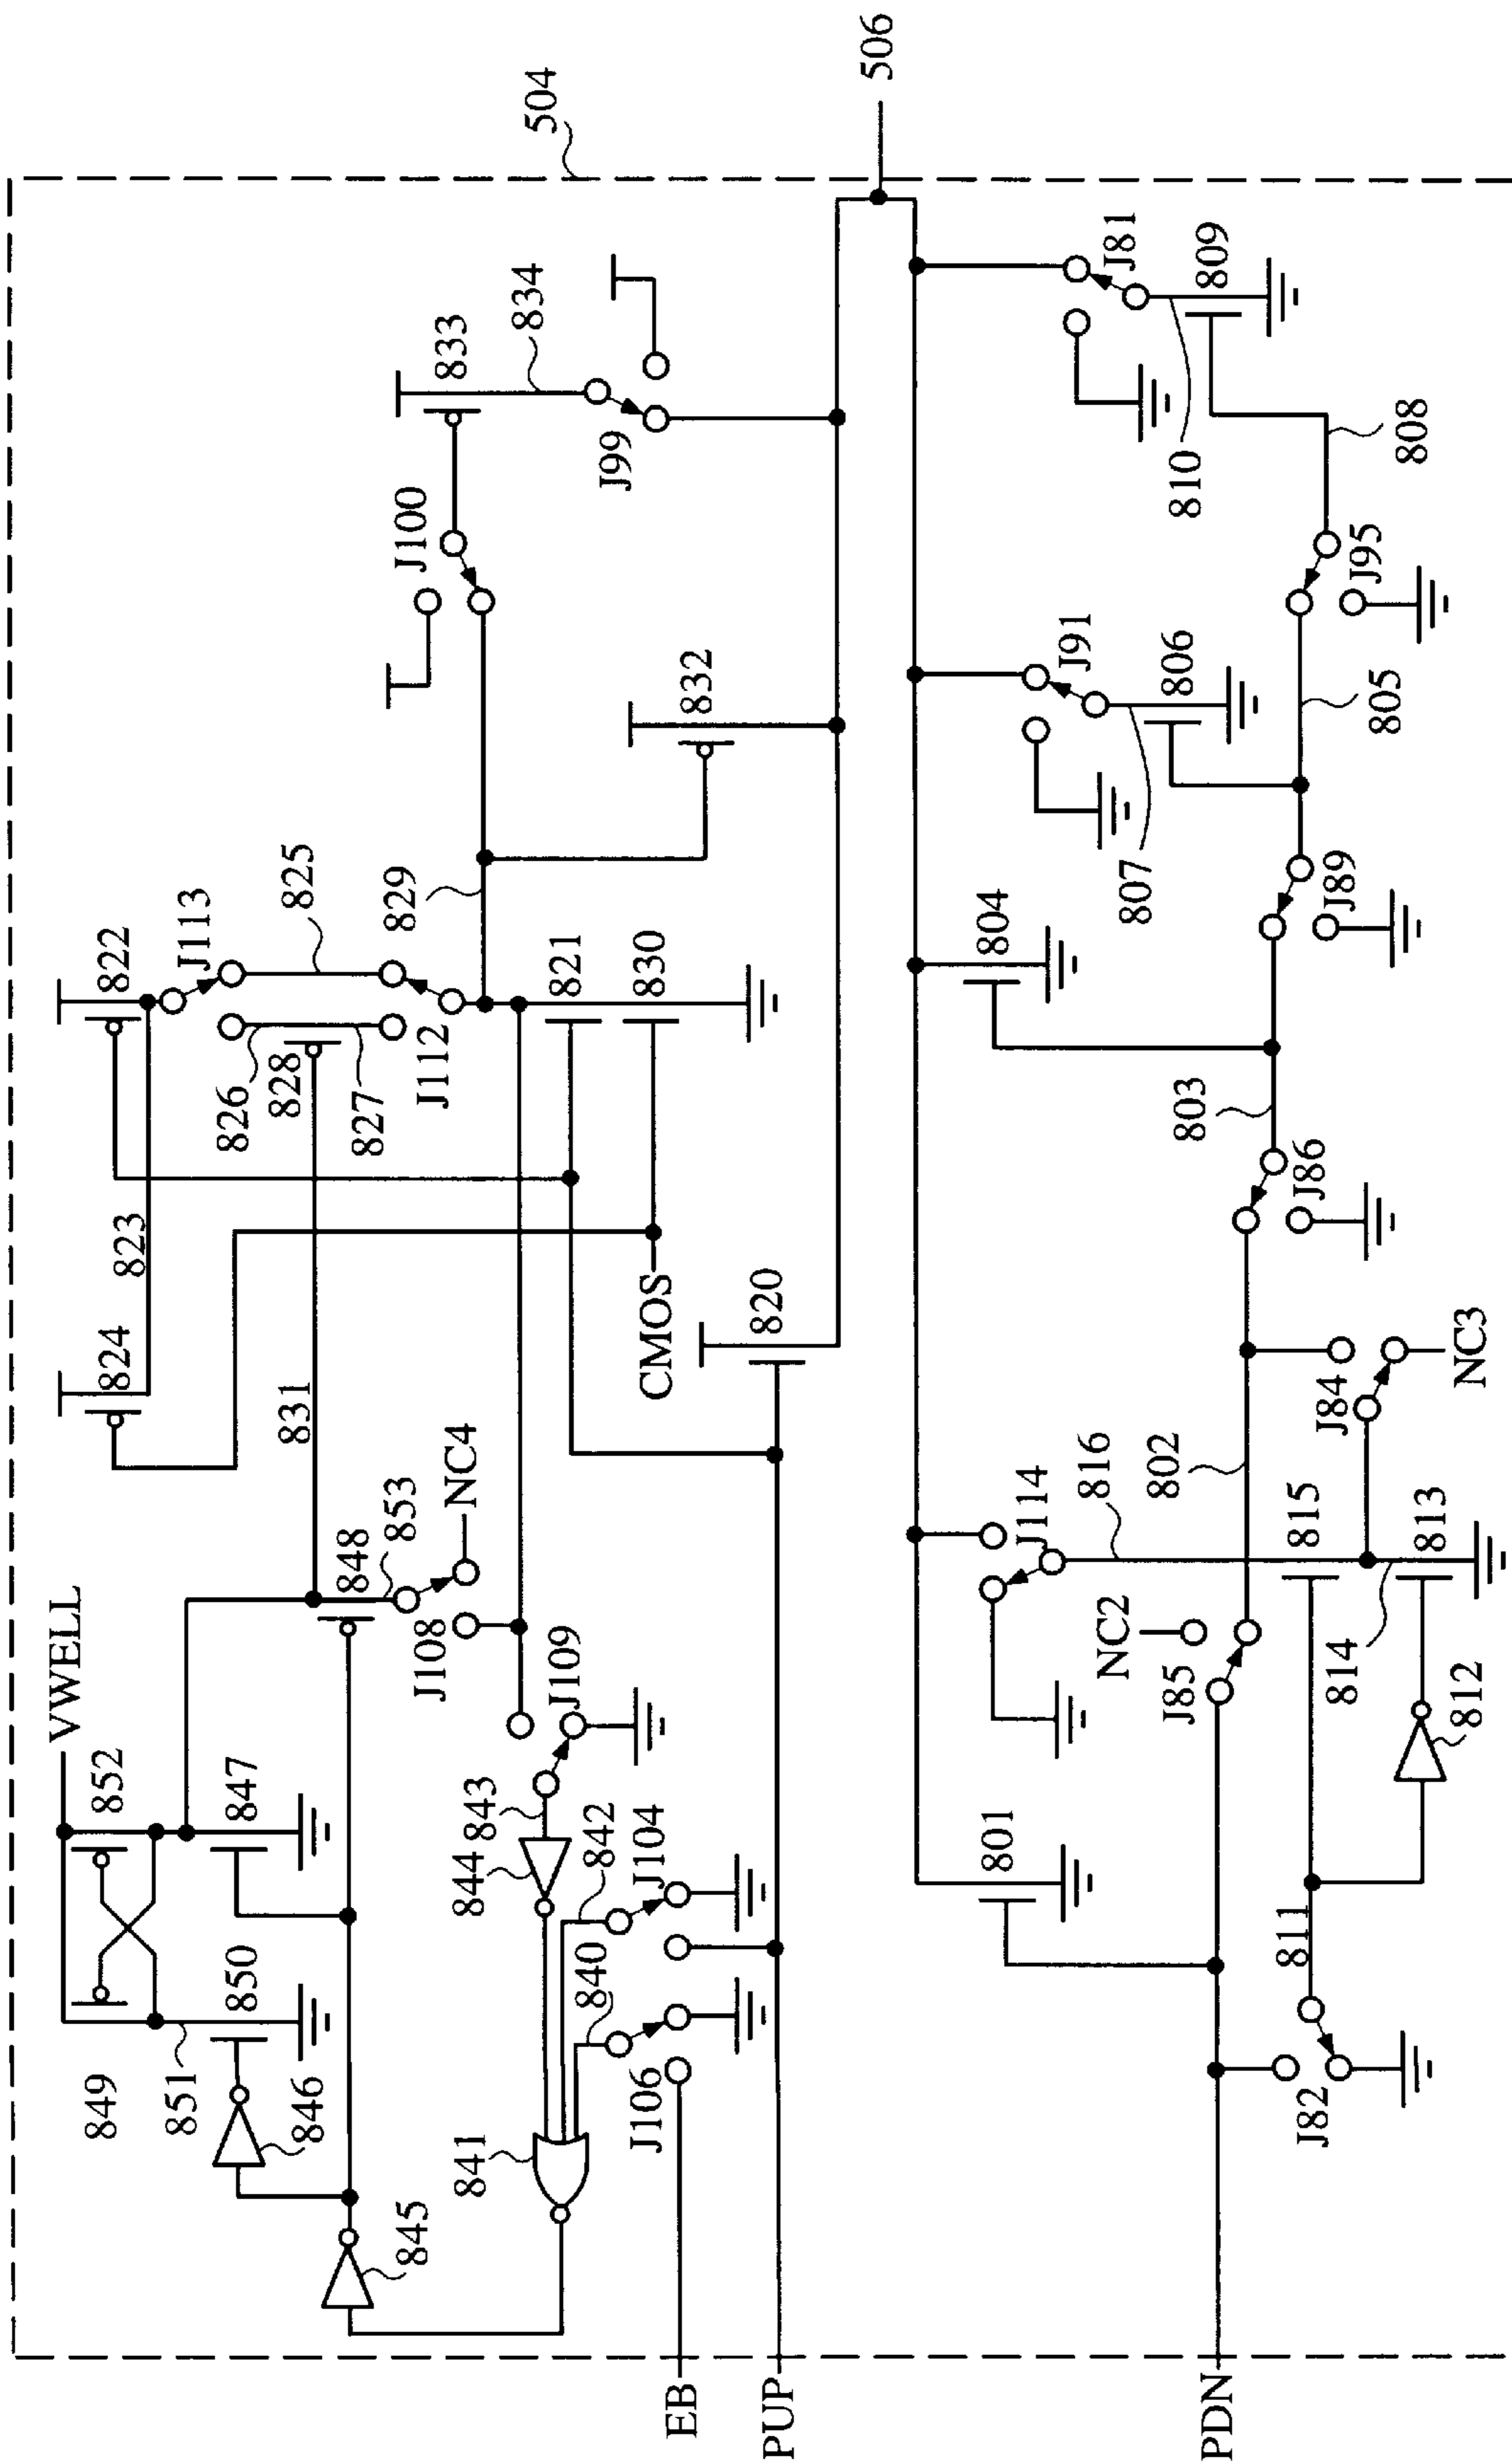 VWELL
849
852
851
850
847
846
845
848
853
831
NC4
J108
824
823
822
J113
825
826
828
827
J112
829
821
830
CMOS
820
J100
833
834
J99
832
504
506
841
844
843
J109
842
J104
840
J106
EB
PUP
PDN
801
NC2
J85
J114
816
802
815
814
813
812
811
J82
J84
NC3
J86
803
804
J89
807
J91
806
805
J95
808
810
J81
809